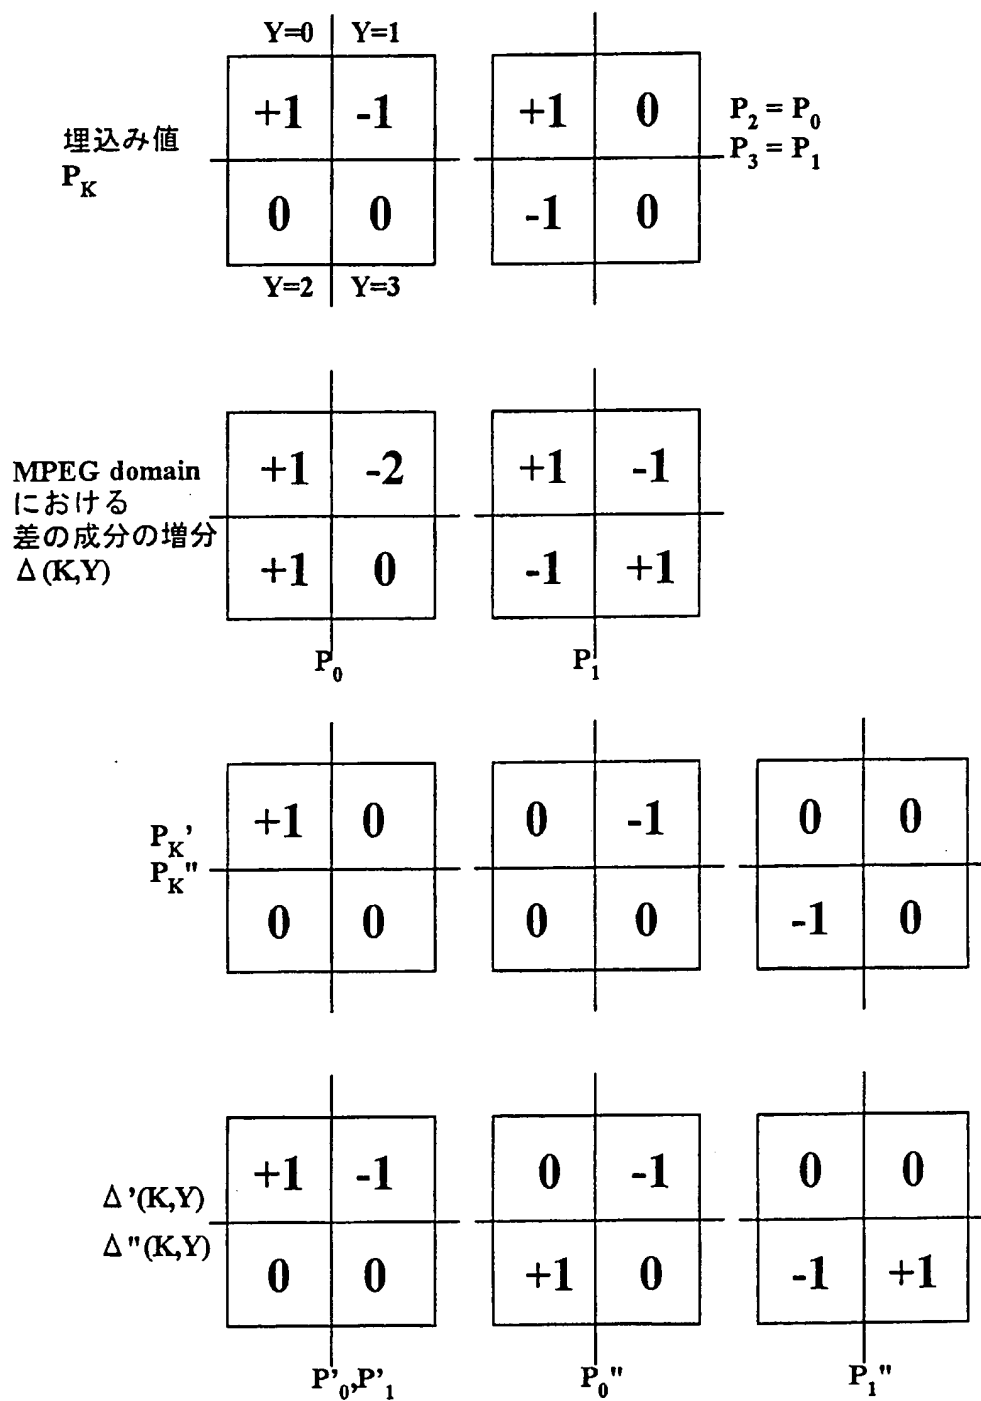 Y=0 Y=1
埋込み値
P_K
+1 -1 +1 0
P_2 = P_0
P_3 = P_1
0 0 -1 0
Y=2 Y=3
MPEG domain
における
差の成分の増分
Δ(K,Y)
+1 -2 +1 -1
+1 0 -1 +1
P_0 P_1
P_K'
P_K"
+1 0 0 -1 0 0
0 0 0 0 -1 0
Δ'(K,Y)
Δ"(K,Y)
+1 -1 0 -1 0 0
0 0 +1 0 -1 +1
P'_0,P'_1 P_0" P_1"